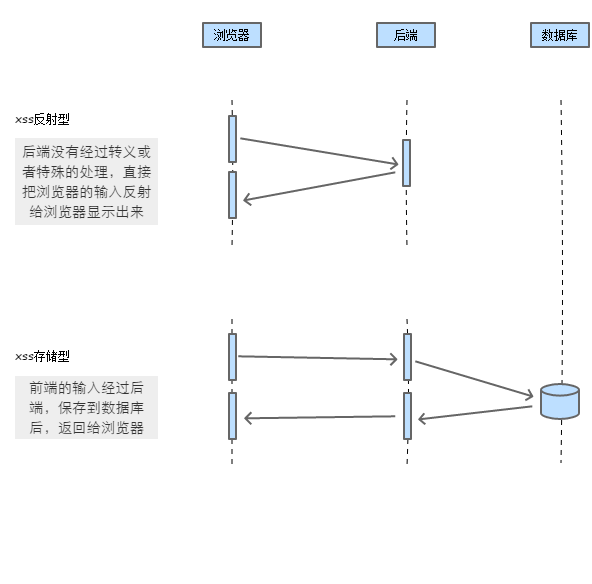 浏览器
后端
数据库
xss反射型
后端没有经过转义或
者特殊的处理，直接
把浏览器的输入反射
给浏览器显示出来
xss存储型
前端的输入经过后
端，保存到数据库
后，返回给浏览器